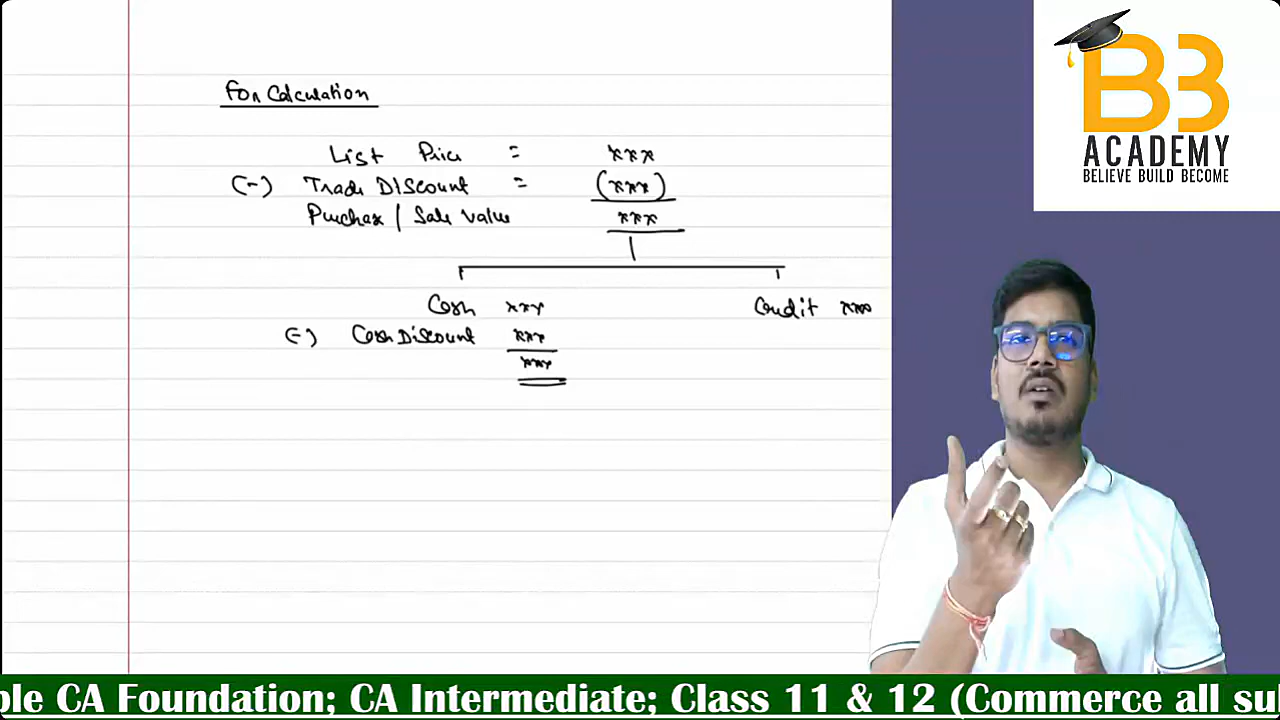 For Calculation
List Price = xxx
(-) Trade Discount = (xxx)
Purchase / Sale Value xxx
Cash xxx Credit xxx
(-) Cash Discount xxx
xxx
B3
ACADEMY
BELIEVE BUILD BECOME
ple CA Foundation; CA Intermediate; Class 11 & 12 (Commerce all su